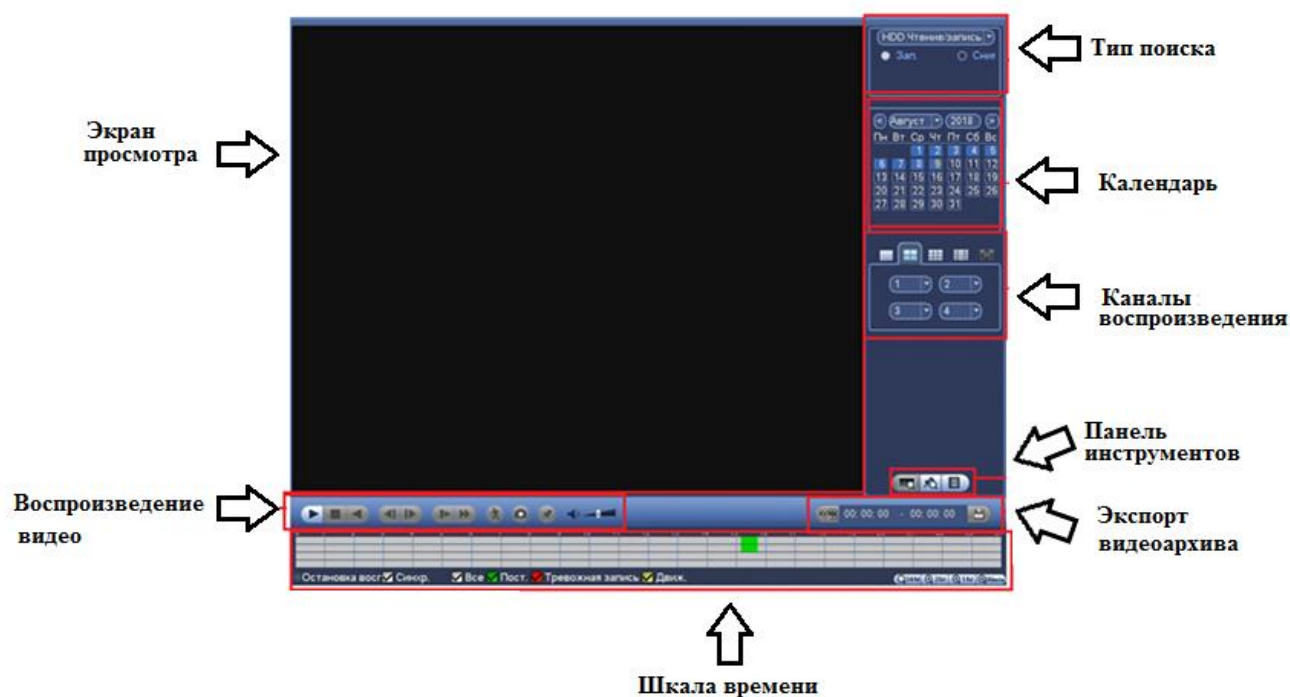 HDD Чтение/запись
Зап.
Тип поиска
Экран
просмотра
Август 2018
Пн Вт Ср Чт Пт Сб Вс
1 2 3 4 5
6 7 8 9 10 11 12
13 14 15 16 17 18 19
20 21 22 23 24 25 26
27 28 29 30 31
Календарь
1 2
3 4
Каналы
воспроизведения
Панель
инструментов
Воспроизведение
видео
00:00:00 - 00:00:00
Экспорт
видеоархива
Остановка Синхр. Все Пост. Тревожная запись Движ.
Шкала времени